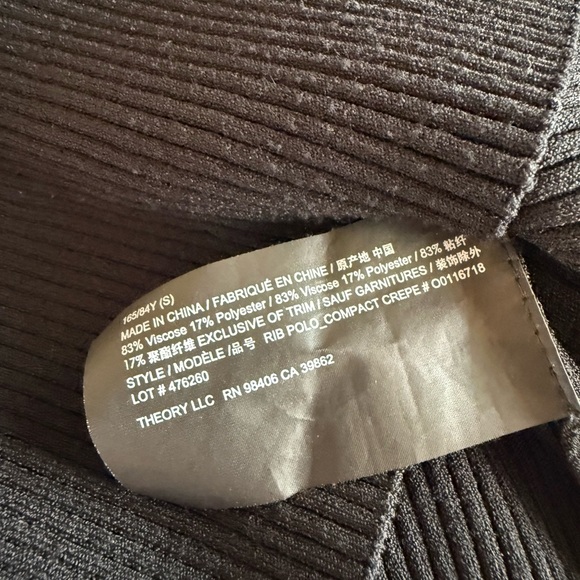 165/84Y (S)
MADE IN CHINA / FABRIQUÉ EN CHINE / 原产地 中国
83% Viscose 17% Polyester / 83% Viscose 17% Polyester / 83% 粘纤
17% 聚酯纤维 EXCLUSIVE OF TRIM / SAUF GARNITURES / 装饰除外
STYLE / MODÈLE /品号 RIB POLO_COMPACT CREPE # O0116718
LOT # 476260
THEORY LLC RN 98406 CA 39862